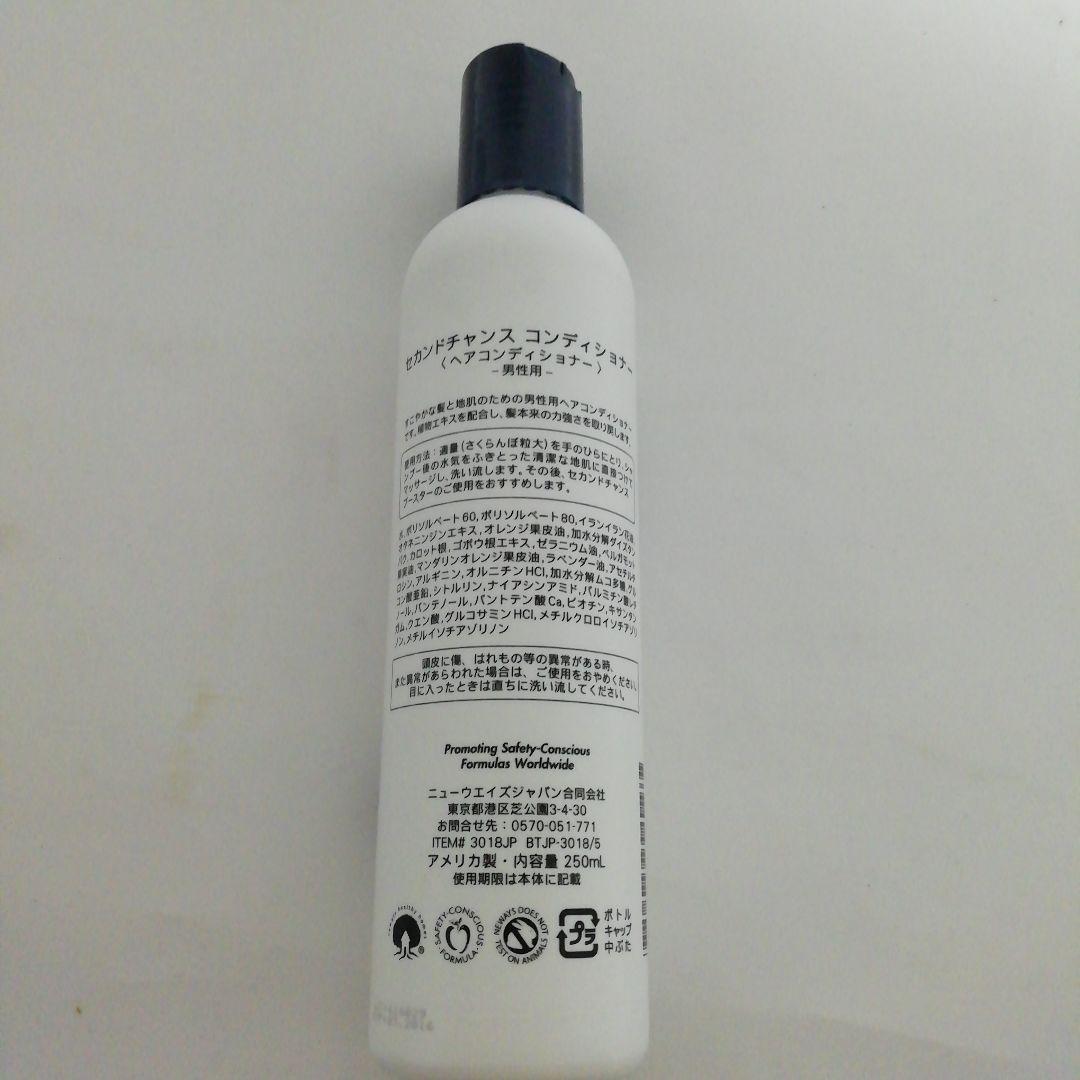 セカンドチャンス コンディショナー
〈ヘアコンディショナー〉
–男性用–
すこやかな髪と地肌のための男性用ヘアコンディショナー
です。植物エキスを配合し、髪本来の力強さを取り戻します。
使用方法：適量(さくらんぼ粒大)を手のひらにとり、シャ
ンプー後の水気をふきとった清潔な地肌に直接つけて
マッサージし、洗い流します。その後、セカンドチャンス
ブースターのご使用をおすすめします。
水,ポリソルベート60,ポリソルベート80,イランイラン花油,
オタネニンジンエキス,オレンジ果皮油,加水分解ダイズタン
パク,カロット根,ゴボウ根エキス,ゼラニウム油,ベルガモット
果実油,マンダリンオレンジ果皮油,ラベンダー油,アセチルチ
ロシン,アルギニン,オルニチンHCl,加水分解ムコ多糖,グル
コン酸亜鉛,シトルリン,ナイアシンアミド,パルミチン酸レチ
ノール,パンテノール,パントテン酸Ca,ビオチン,キサンタン
ガム,クエン酸,グルコサミンHCl,メチルクロロイソチアゾリ
ノン,メチルイソチアゾリノン
頭皮に傷、はれもの等の異常がある時、
また異常があらわれた場合は、ご使用をおやめください。
目に入ったときは直ちに洗い流してください。
Promoting Safety-Conscious
Formulas Worldwide
ニューウエイズジャパン合同会社
東京都港区芝公園3-4-30
お問合せ先：0570-051-771
ITEM# 3018JP BTJP-3018/5
アメリカ製・内容量 250mL
使用期限は本体に記載
healthy homes
SAFETY-CONSCIOUS FORMULA
NEWAYS DOES NOT TEST ON ANIMALS
プラ
ボトル
キャップ
中ぶた